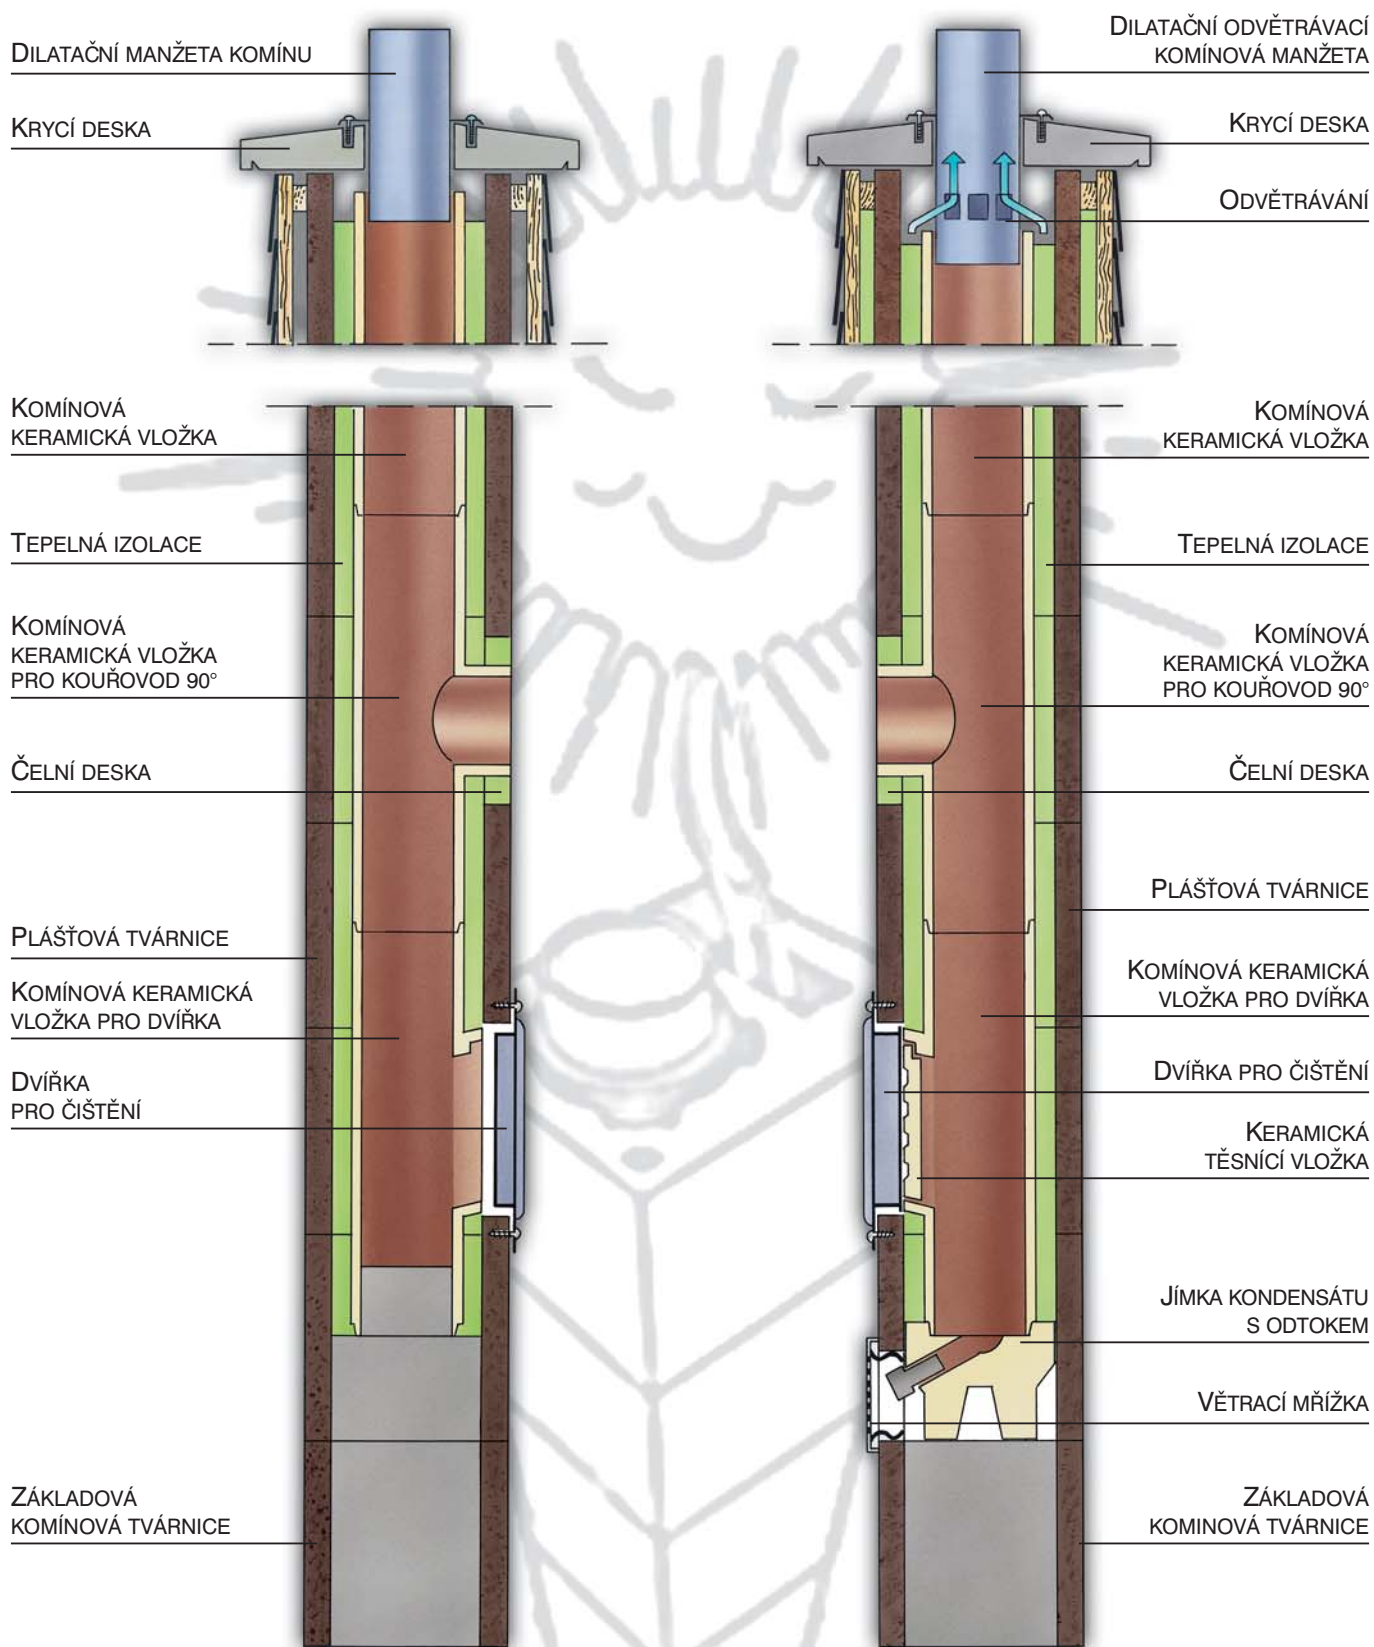 DILATAČNÍ MANŽETA KOMÍNU
KRYCÍ DESKA
KOMÍNOVÁ
KERAMICKÁ VLOŽKA
TEPELNÁ IZOLACE
KOMÍNOVÁ
KERAMICKÁ VLOŽKA
PRO KOUŘOVOD 90°
ČELNÍ DESKA
PLÁŠŤOVÁ TVÁRNICE
KOMÍNOVÁ KERAMICKÁ
VLOŽKA PRO DVÍŘKA
DVÍŘKA
PRO ČIŠTĚNÍ
ZÁKLADOVÁ
KOMÍNOVÁ TVÁRNICE
DILATAČNÍ ODVĚTRÁVACÍ
KOMÍNOVÁ MANŽETA
KRYCÍ DESKA
ODVĚTRÁVÁNÍ
KOMÍNOVÁ
KERAMICKÁ VLOŽKA
TEPELNÁ IZOLACE
KOMÍNOVÁ
KERAMICKÁ VLOŽKA
PRO KOUŘOVOD 90°
ČELNÍ DESKA
PLÁŠŤOVÁ TVÁRNICE
KOMÍNOVÁ KERAMICKÁ
VLOŽKA PRO DVÍŘKA
DVÍŘKA PRO ČIŠTĚNÍ
KERAMICKÁ
TĚSNÍCÍ VLOŽKA
JÍMKA KONDENSÁTU
S ODTOKEM
VĚTRACÍ MŘÍŽKA
ZÁKLADOVÁ
KOMINOVÁ TVÁRNICE